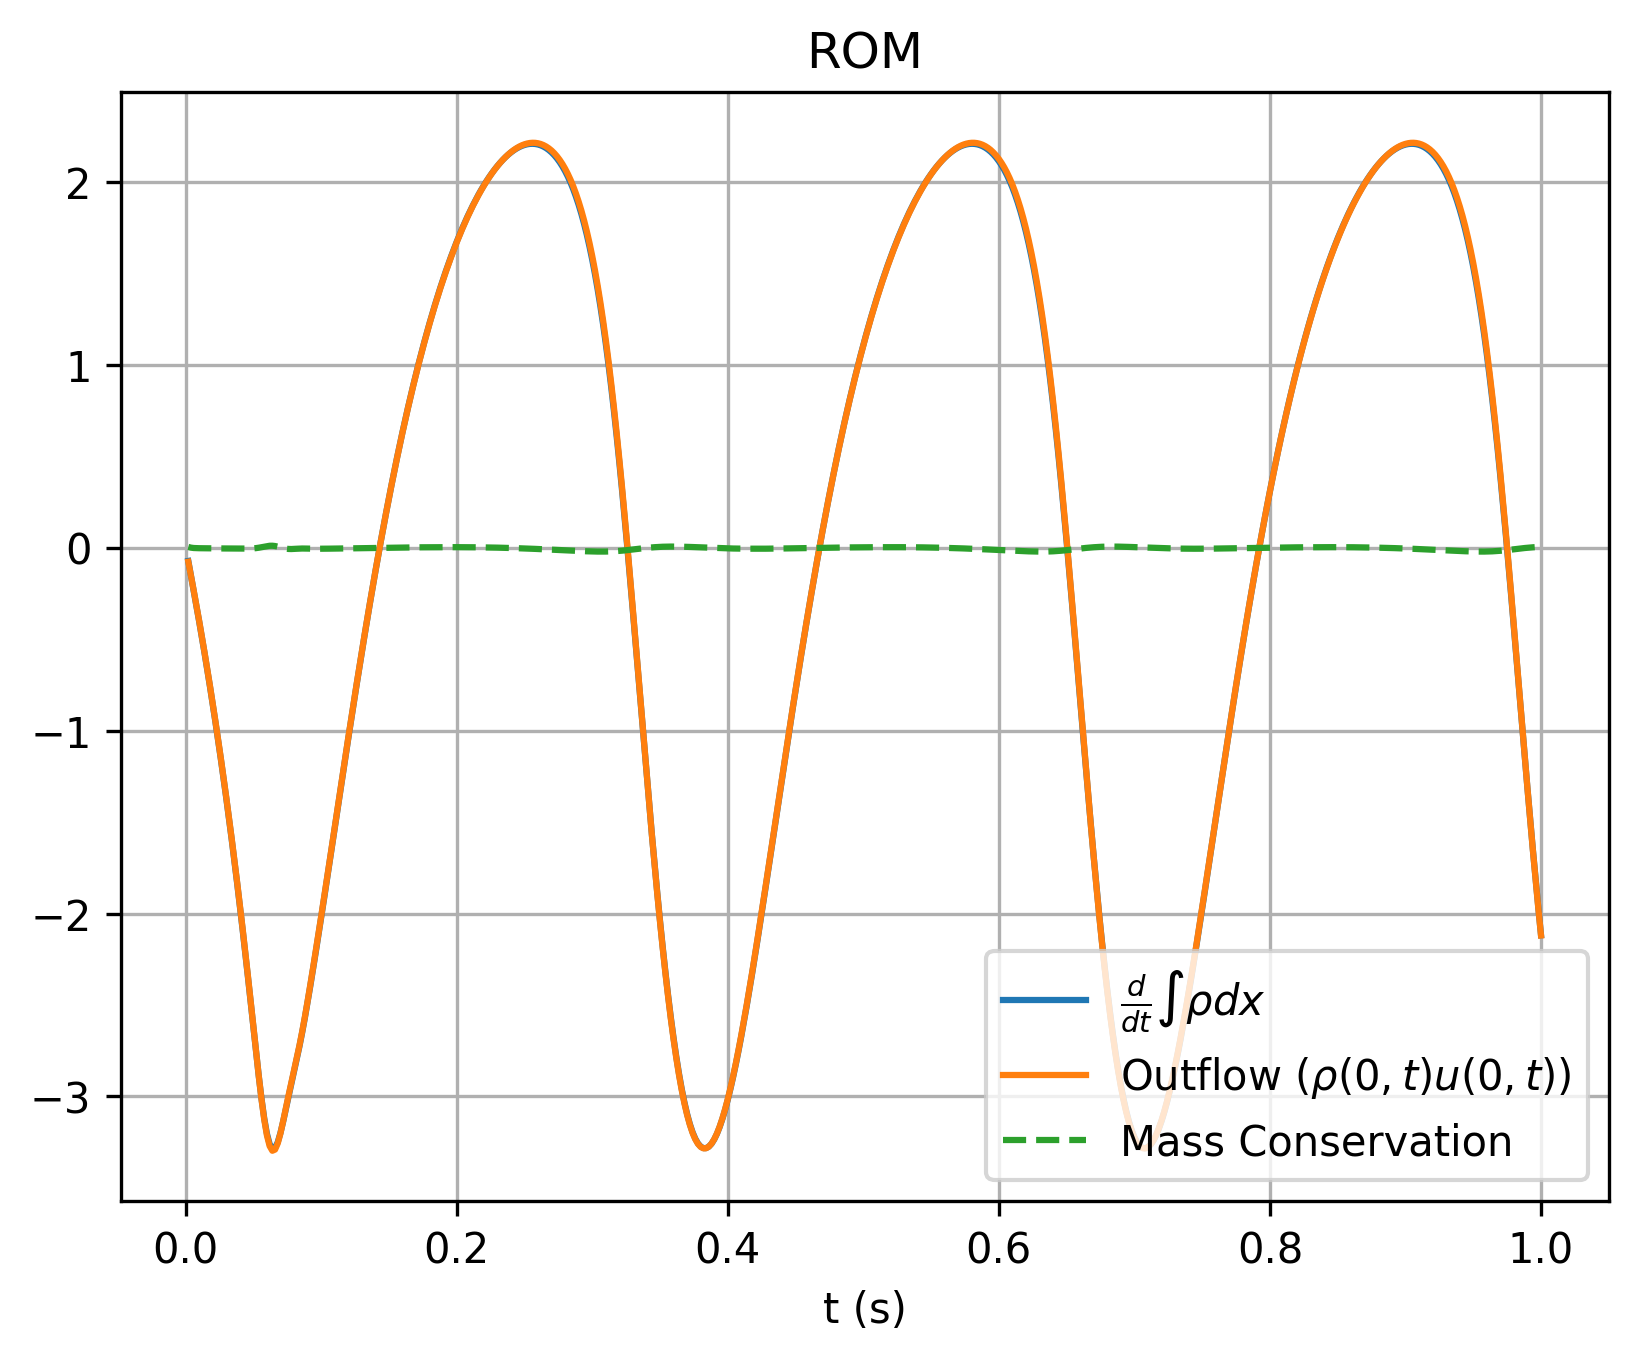 ROM
2
1
0
−1
−2
−3
d/dt ∫ρdx
Outflow (ρ(0, t)u(0, t))
Mass Conservation
0.0 0.2 0.4 0.6 0.8 1.0
t (s)